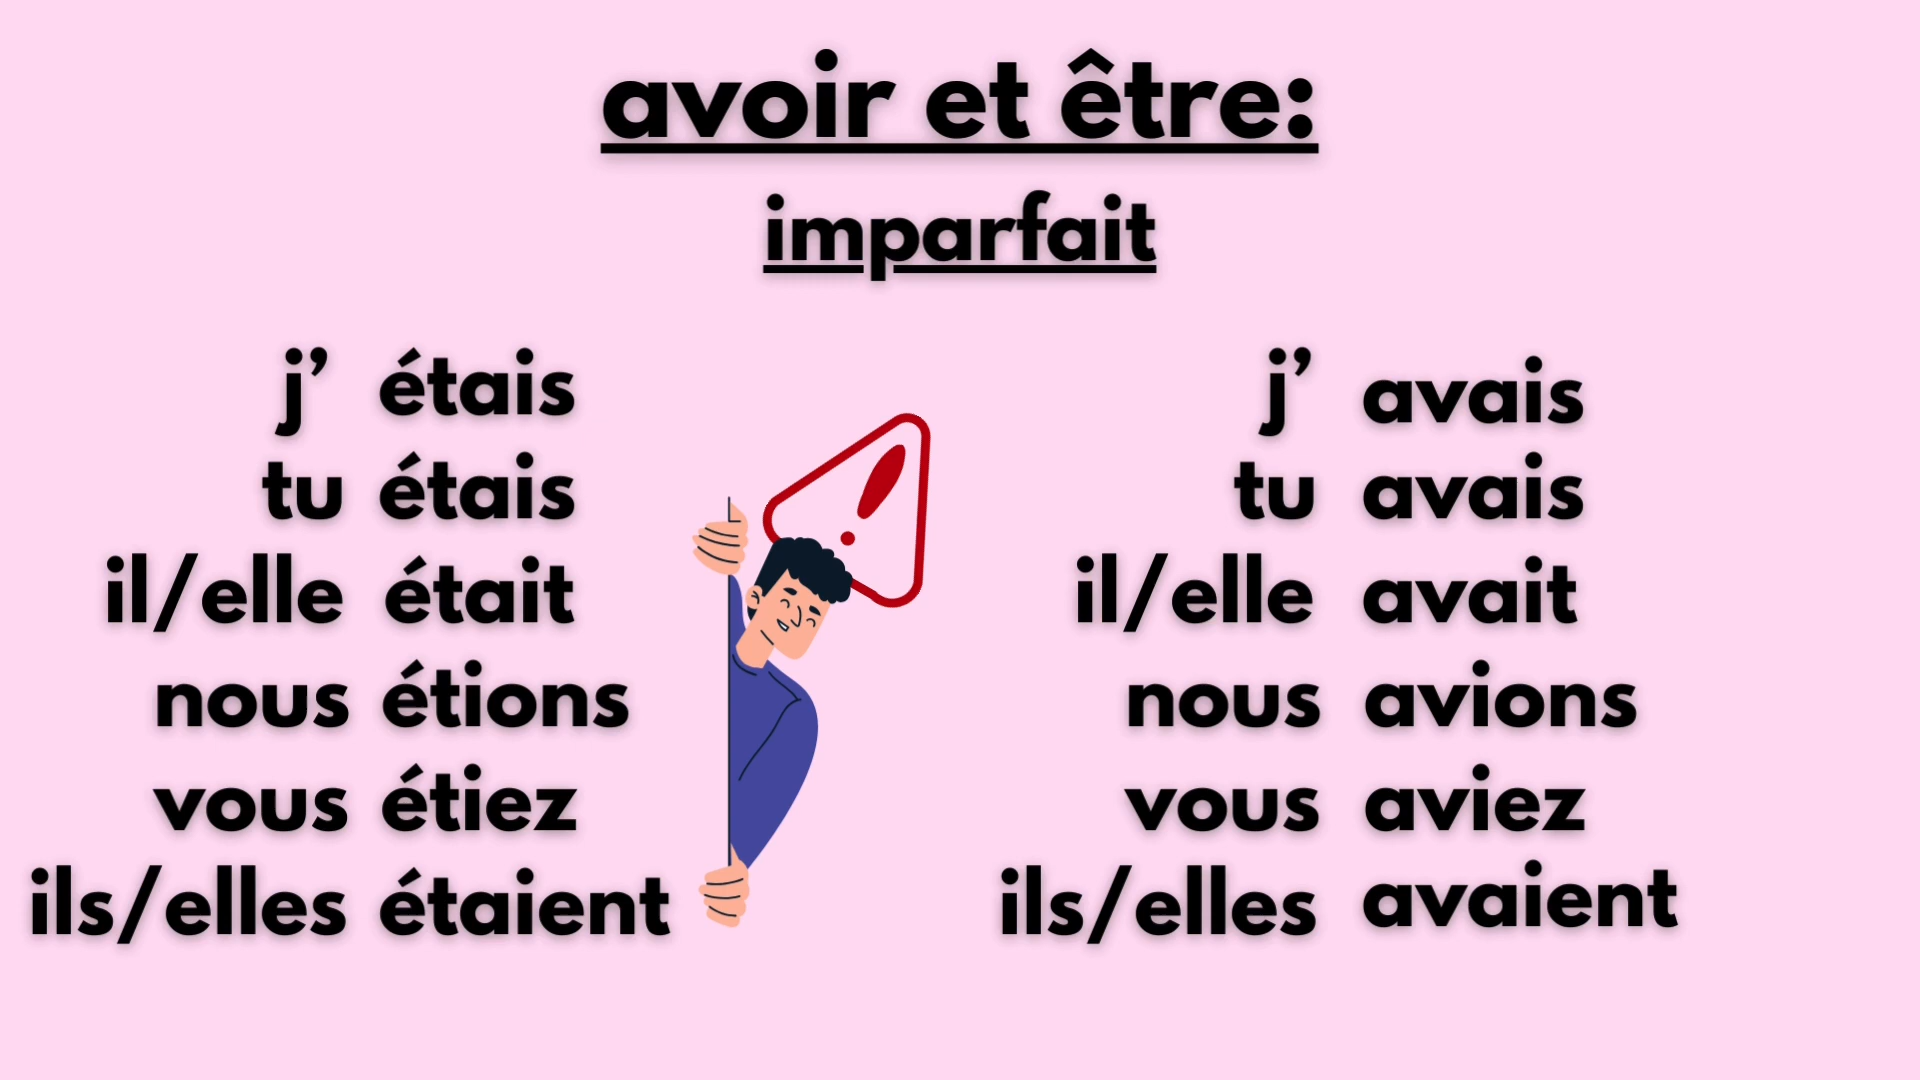 avoir et être:
imparfait
j’ étais
tu étais
il/elle était
nous étions
vous étiez
ils/elles étaient
j’ avais
tu avais
il/elle avait
nous avions
vous aviez
ils/elles avaient